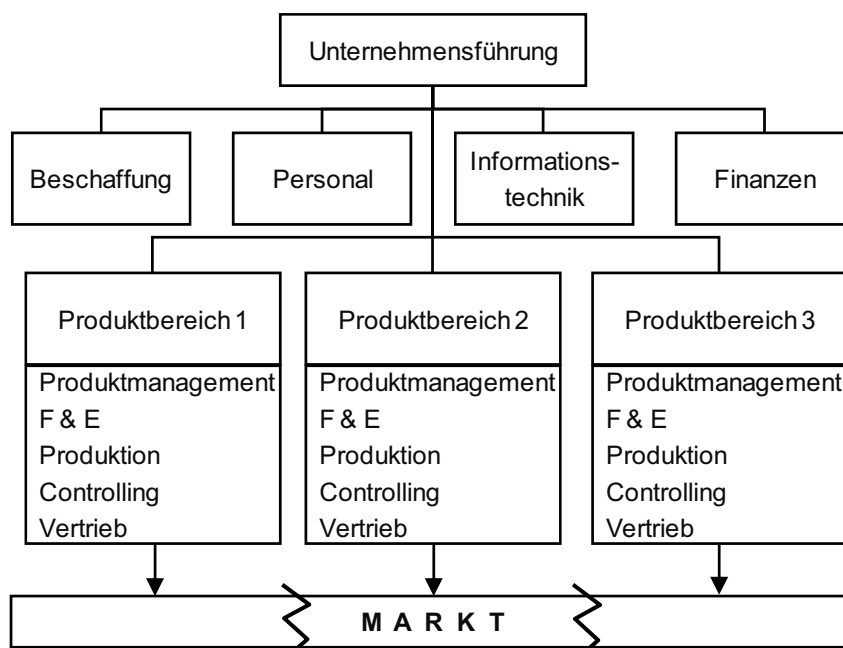 Unternehmensführung
Beschaffung
Personal
Informations-
technik
Finanzen
Produktbereich 1
Produktmanagement
F & E
Produktion
Controlling
Vertrieb
Produktbereich 2
Produktmanagement
F & E
Produktion
Controlling
Vertrieb
Produktbereich 3
Produktmanagement
F & E
Produktion
Controlling
Vertrieb
M A R K T